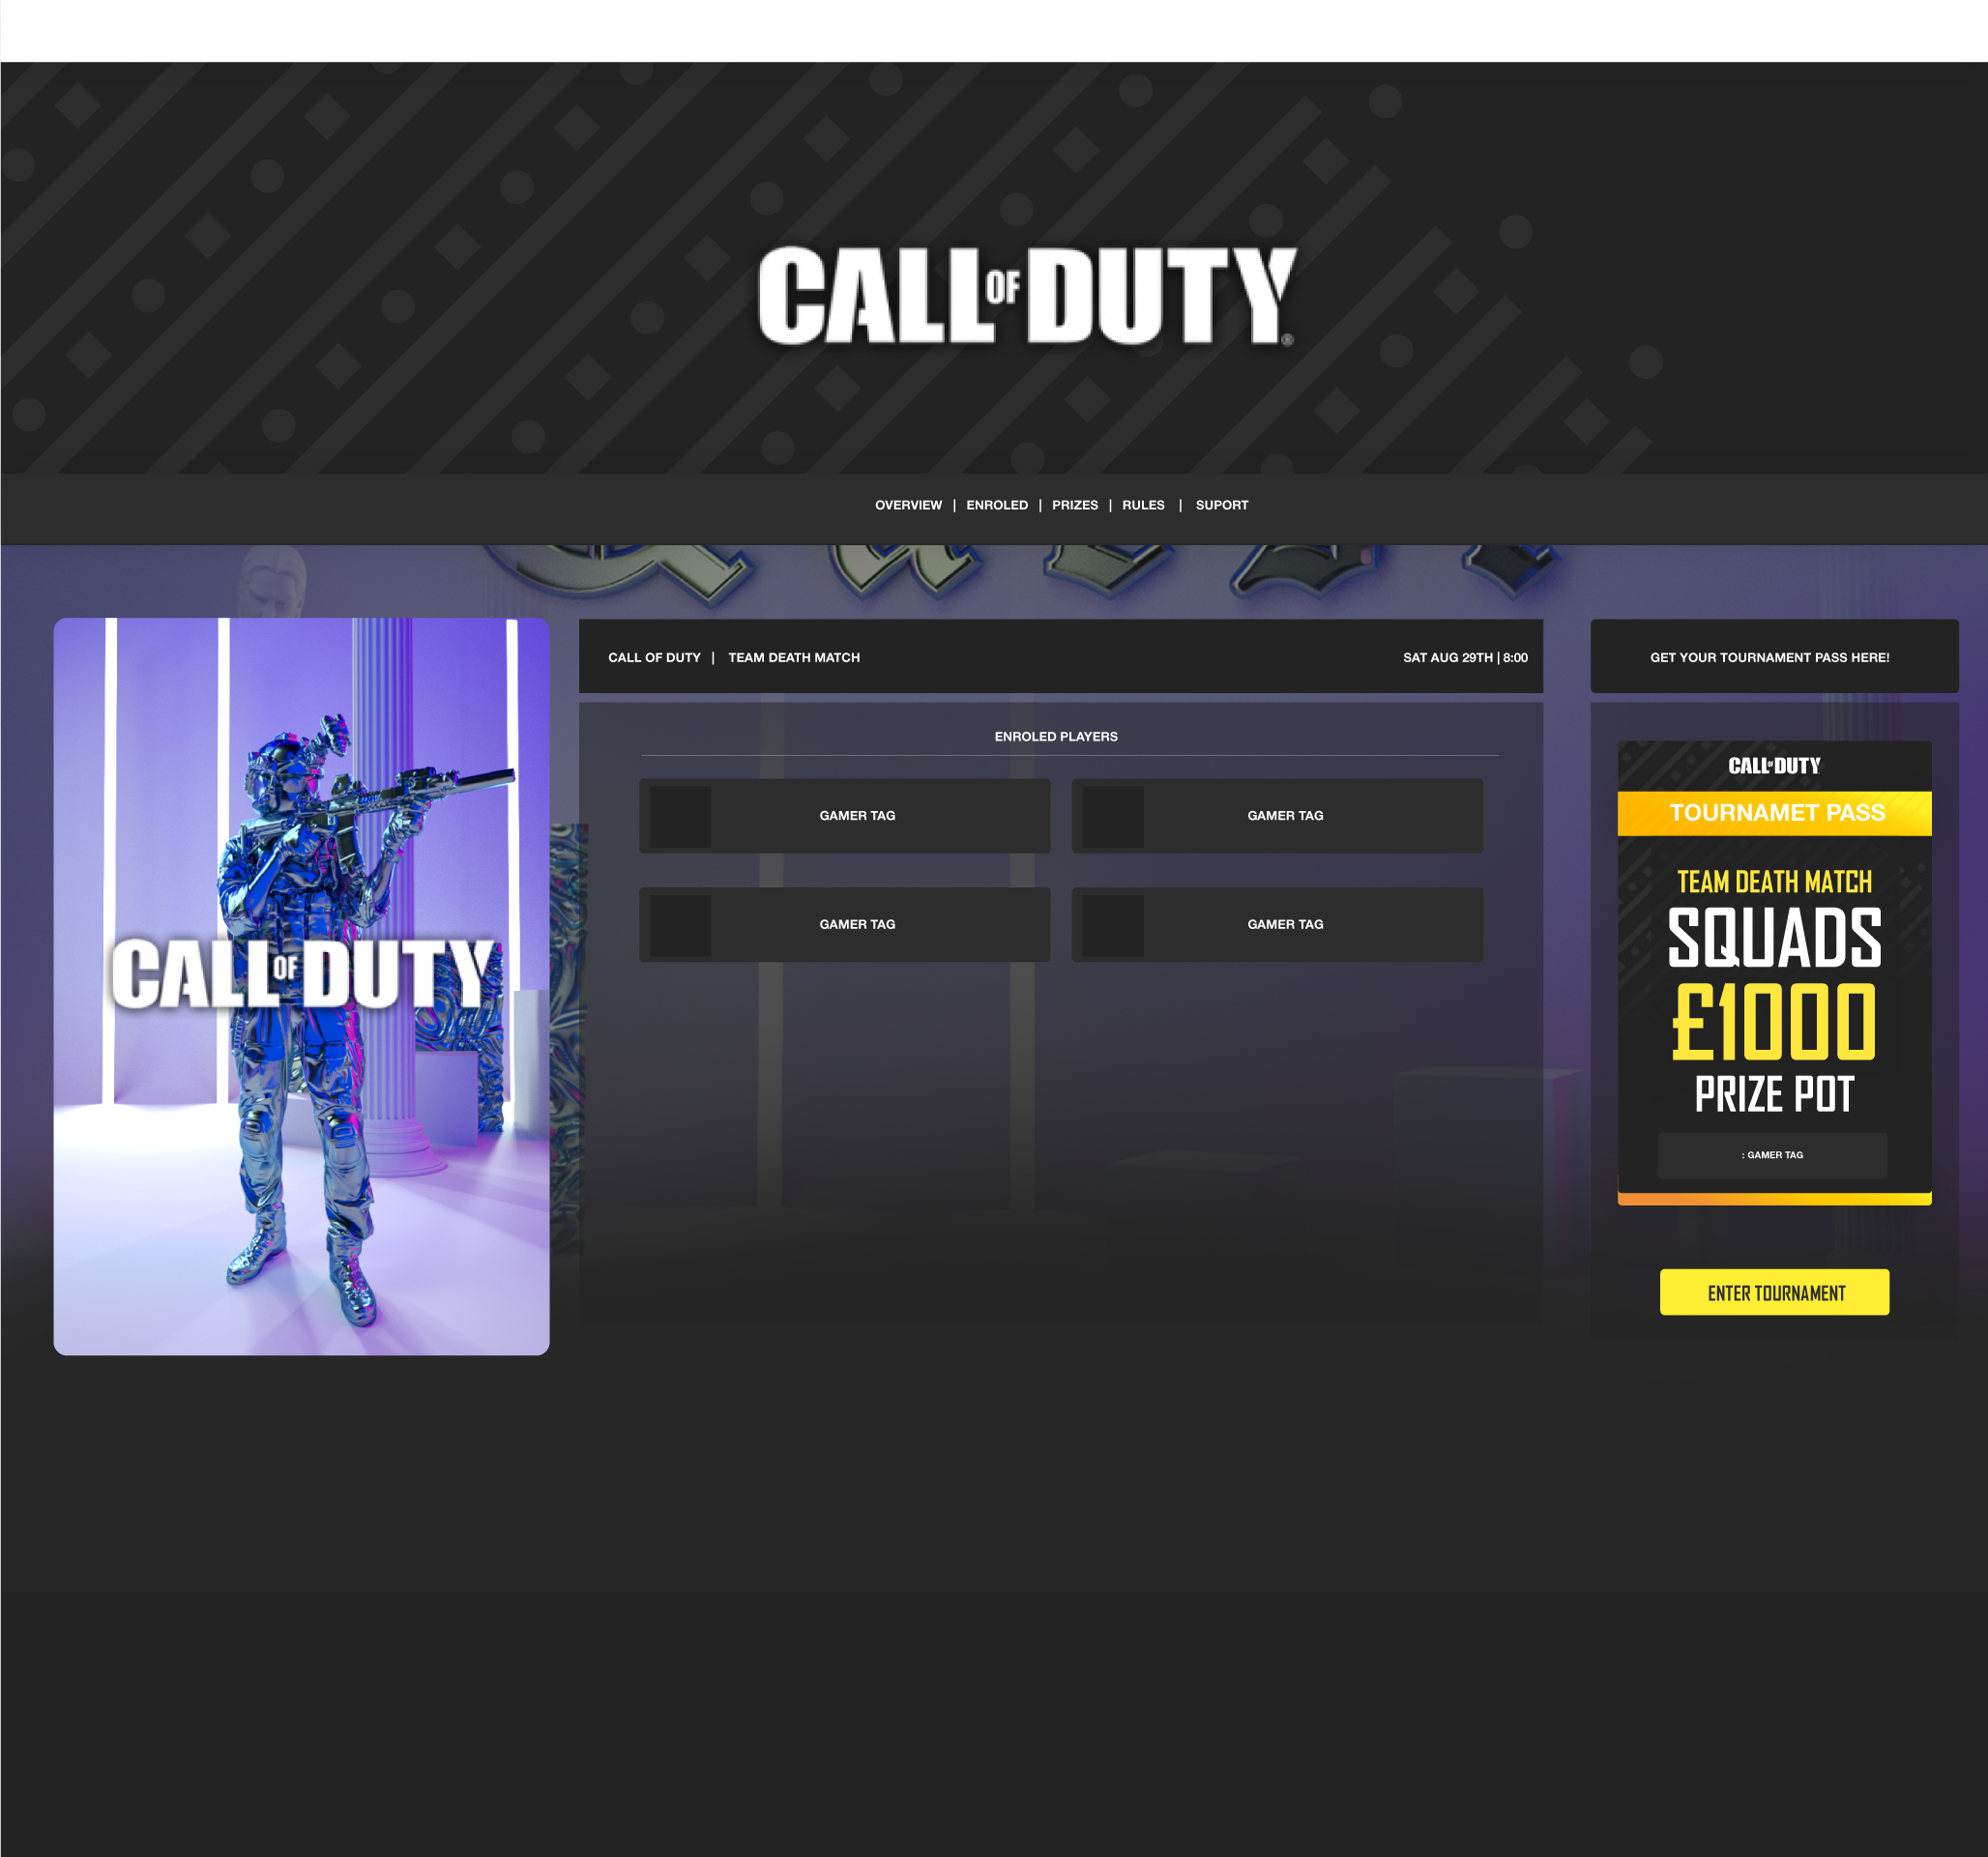 CALL OF DUTY®
OVERVIEW | ENROLED | PRIZES | RULES | SUPORT
CALL OF DUTY | TEAM DEATH MATCH
SAT AUG 29TH | 8:00
GET YOUR TOURNAMENT PASS HERE!
CALL OF DUTY
ENROLED PLAYERS
GAMER TAG
GAMER TAG
GAMER TAG
GAMER TAG
CALL OF DUTY
TOURNAMET PASS
TEAM DEATH MATCH
SQUADS
£1000
PRIZE POT
: GAMER TAG
ENTER TOURNAMENT